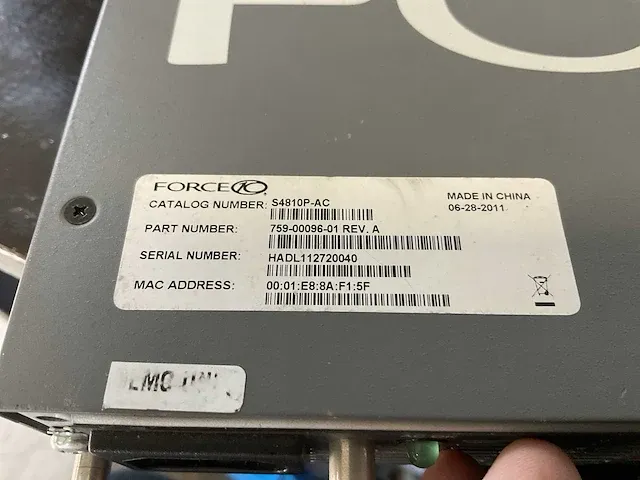 FORCE10
CATALOG NUMBER: S4810P-AC
MADE IN CHINA
06-28-2011
PART NUMBER: 759-00096-01 REV. A
SERIAL NUMBER: HADL112720040
MAC ADDRESS: 00:01:E8:8A:F1:5F